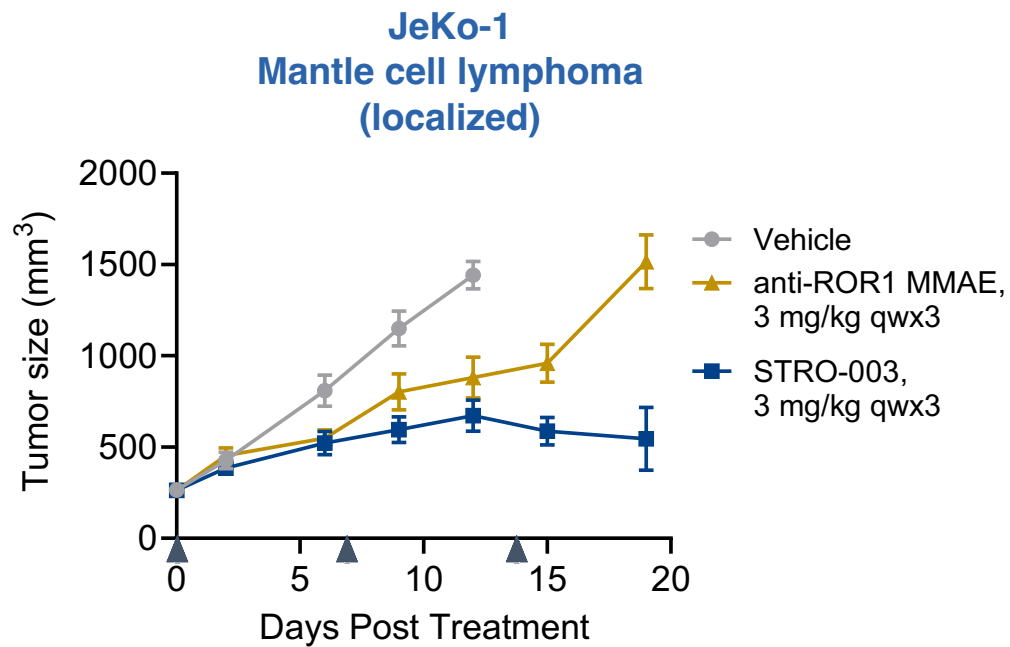 JeKo-1
Mantle cell lymphoma
(localized)
2000
1500
1000
500
0
Tumor size (mm³)
0 5 10 15 20
Days Post Treatment
Vehicle
anti-ROR1 MMAE,
3 mg/kg qwx3
STRO-003,
3 mg/kg qwx3